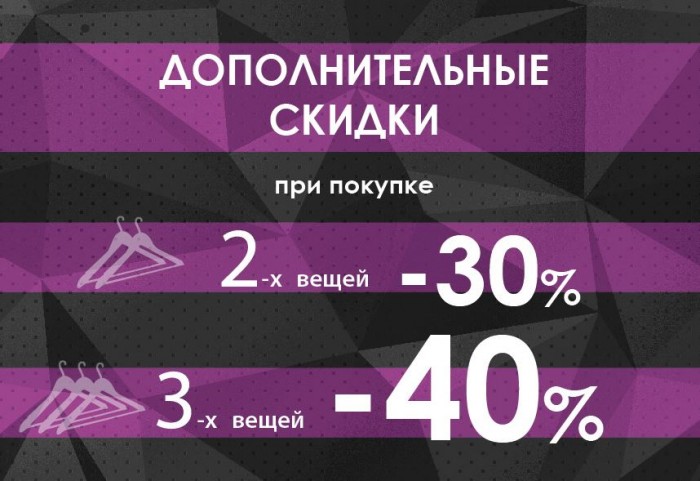 ДОПОЛНИТЕЛЬНЫЕ
СКИДКИ
при покупке
2-х вещей -30%
3-х вещей -40%